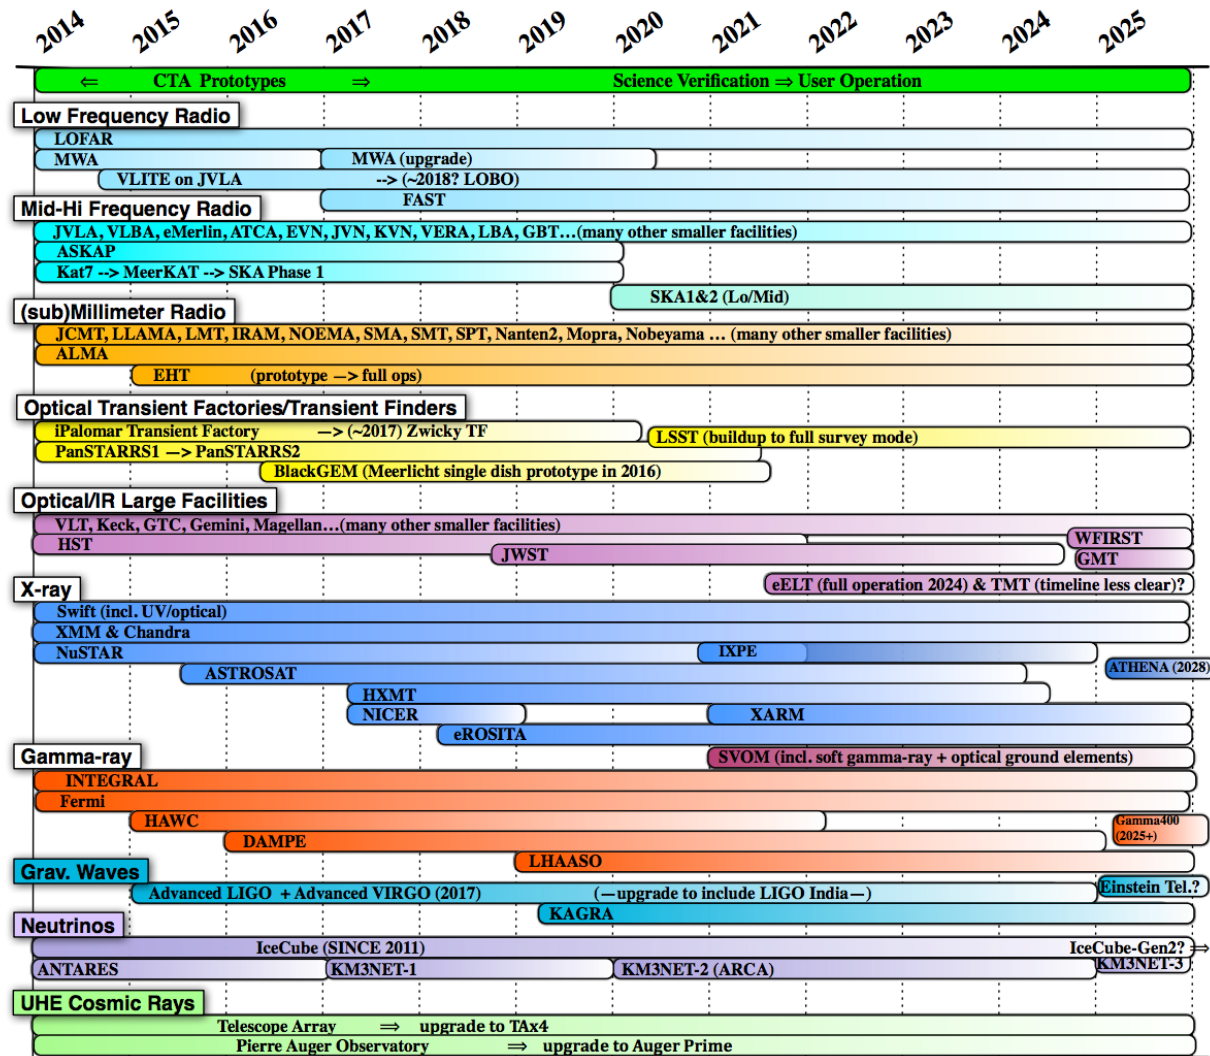 2014 2015 2016 2017 2018 2019 2020 2021 2022 2023 2024 2025
⇐ CTA Prototypes ⇒ Science Verification ⇒ User Operation
Low Frequency Radio
LOFAR
MWA MWA (upgrade)
VLITE on JVLA --> (~2018? LOBO)
FAST
Mid-Hi Frequency Radio
JVLA, VLBA, eMerlin, ATCA, EVN, JVN, KVN, VERA, LBA, GBT…(many other smaller facilities)
ASKAP
Kat7 --> MeerKAT --> SKA Phase 1
SKA1&2 (Lo/Mid)
(sub)Millimeter Radio
JCMT, LLAMA, LMT, IRAM, NOEMA, SMA, SMT, SPT, Nanten2, Mopra, Nobeyama … (many other smaller facilities)
ALMA
EHT (prototype —> full ops)
Optical Transient Factories/Transient Finders
iPalomar Transient Factory —> (~2017) Zwicky TF
LSST (buildup to full survey mode)
PanSTARRS1 —> PanSTARRS2
BlackGEM (Meerlicht single dish prototype in 2016)
Optical/IR Large Facilities
VLT, Keck, GTC, Gemini, Magellan…(many other smaller facilities)
HST WFIRST
JWST GMT
eELT (full operation 2024) & TMT (timeline less clear)?
X-ray
Swift (incl. UV/optical)
XMM & Chandra
NuSTAR IXPE
ASTROSAT ATHENA (2028)
HXMT
NICER XARM
eROSITA
Gamma-ray
SVOM (incl. soft gamma-ray + optical ground elements)
INTEGRAL
Fermi
HAWC Gamma400
(2025+)
DAMPE
LHAASO
Grav. Waves
Advanced LIGO + Advanced VIRGO (2017) (—upgrade to include LIGO India—) Einstein Tel.?
KAGRA
Neutrinos
IceCube (SINCE 2011) IceCube-Gen2? ⇒
ANTARES KM3NET-1 KM3NET-2 (ARCA) KM3NET-3
UHE Cosmic Rays
Telescope Array ⇒ upgrade to TAx4
Pierre Auger Observatory ⇒ upgrade to Auger Prime